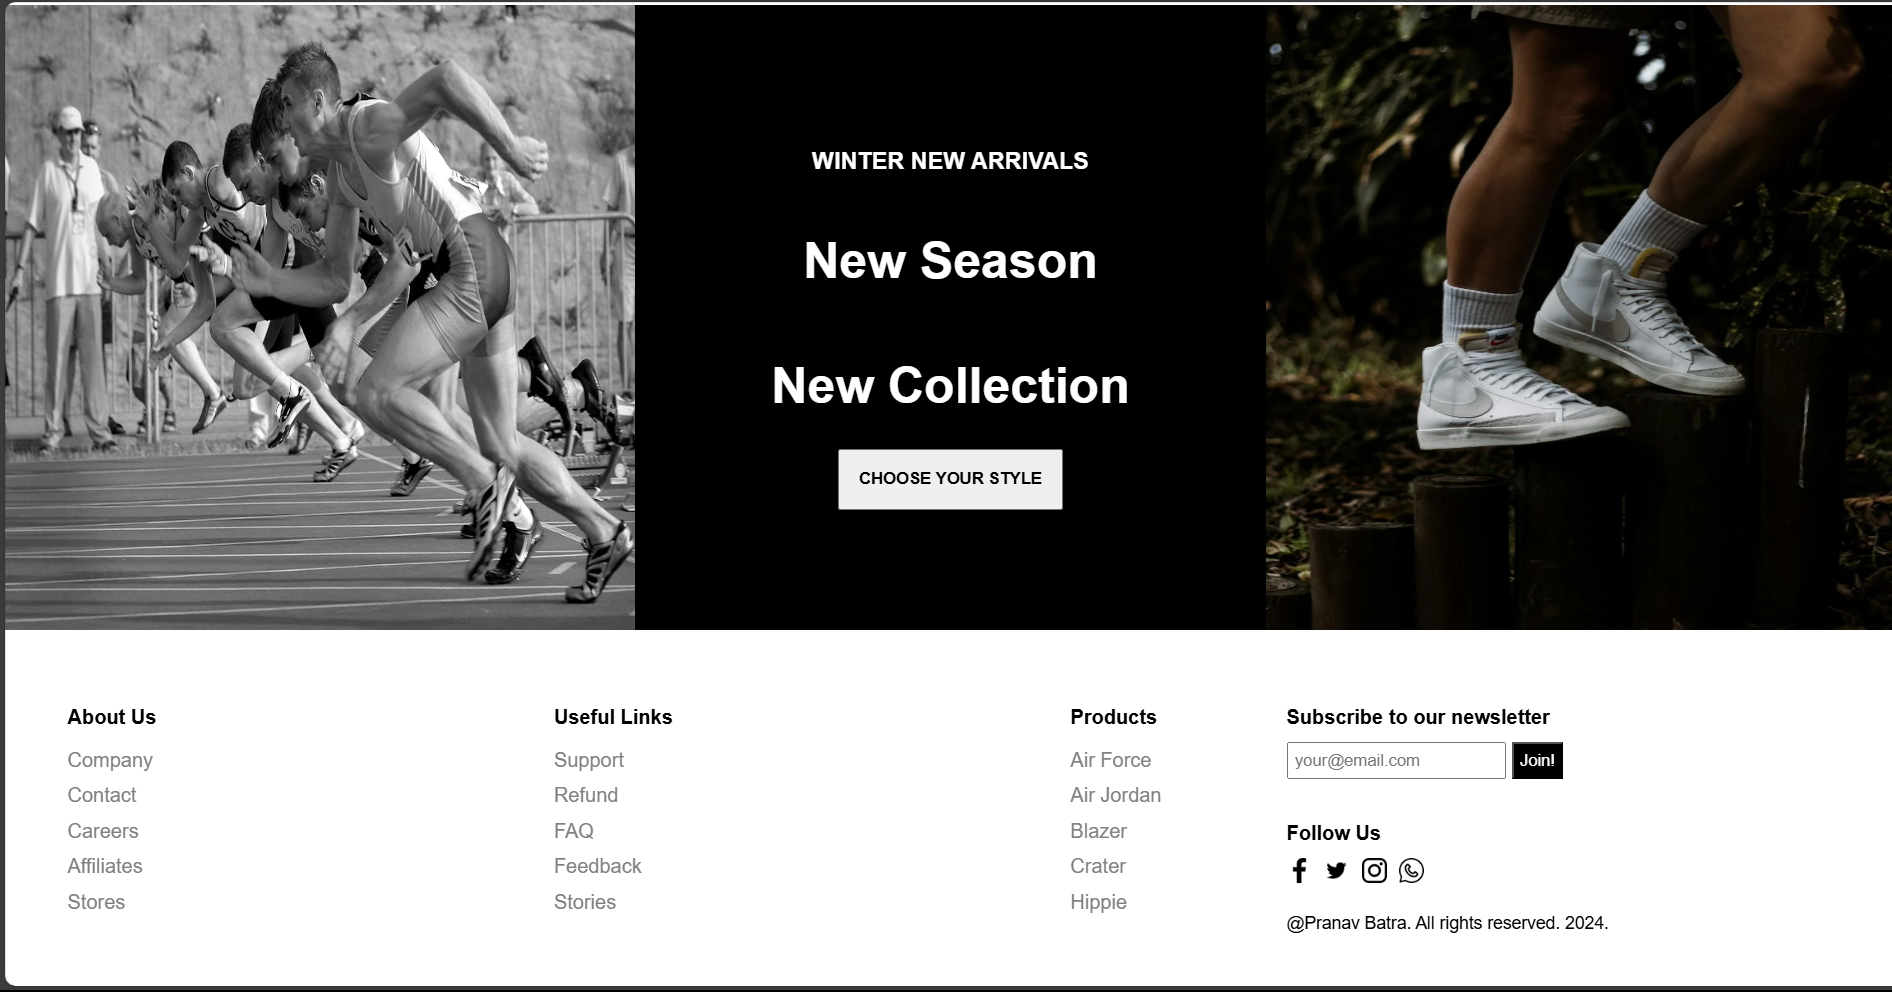 WINTER NEW ARRIVALS
New Season
New Collection
CHOOSE YOUR STYLE
About Us
Company
Contact
Careers
Affiliates
Stores
Useful Links
Support
Refund
FAQ
Feedback
Stories
Products
Air Force
Air Jordan
Blazer
Crater
Hippie
Subscribe to our newsletter
your@email.com Join!
Follow Us
@Pranav Batra. All rights reserved. 2024.